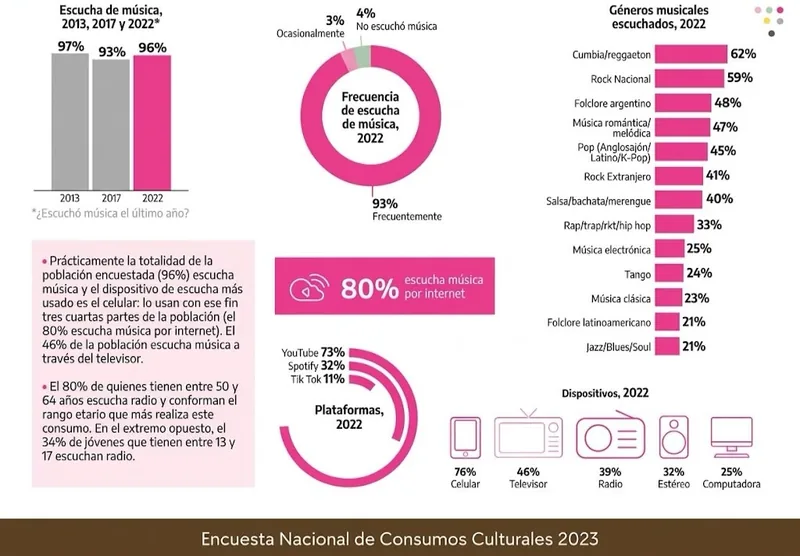 Escucha de música,
2013, 2017 y 2022*
97%
93%
96%
2013
2017
2022
*¿Escuchó música el último año?
3%
Ocasionalmente
4%
No escuchó música
Frecuencia
de escucha
de música,
2022
93%
Frecuentemente
Géneros musicales
escuchados, 2022
Cumbia/reggaeton 62%
Rock Nacional 59%
Folclore argentino 48%
Música romántica/
melódica 47%
Pop (Anglosajón/
Latino/K-Pop) 45%
Rock Extranjero 41%
Salsa/bachata/merengue 40%
Rap/trap/rkt/hip hop 33%
Música electrónica 25%
Tango 24%
Música clásica 23%
Folclore latinoamericano 21%
Jazz/Blues/Soul 21%
• Prácticamente la totalidad de la
población encuestada (96%) escucha
música y el dispositivo de escucha más
usado es el celular: lo usan con ese fin
tres cuartas partes de la población (el
80% escucha música por internet). El
46% de la población escucha música a
través del televisor.
• El 80% de quienes tienen entre 50 y
64 años escucha radio y conforman el
rango etario que más realiza este
consumo. En el extremo opuesto, el
34% de jóvenes que tienen entre 13 y
17 escuchan radio.
80% escucha música
por internet
YouTube 73%
Spotify 32%
Tik Tok 11%
Plataformas,
2022
Dispositivos, 2022
76%
Celular
46%
Televisor
39%
Radio
32%
Estéreo
25%
Computadora
Encuesta Nacional de Consumos Culturales 2023